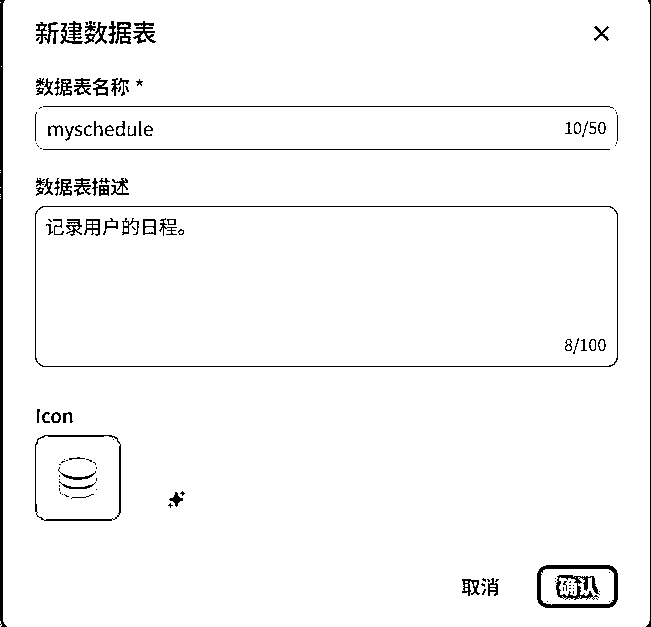 新建数据表
数据表名称 *
myschedule 10/50
数据表描述
记录用户的日程。
8/100
Icon
取消 确认